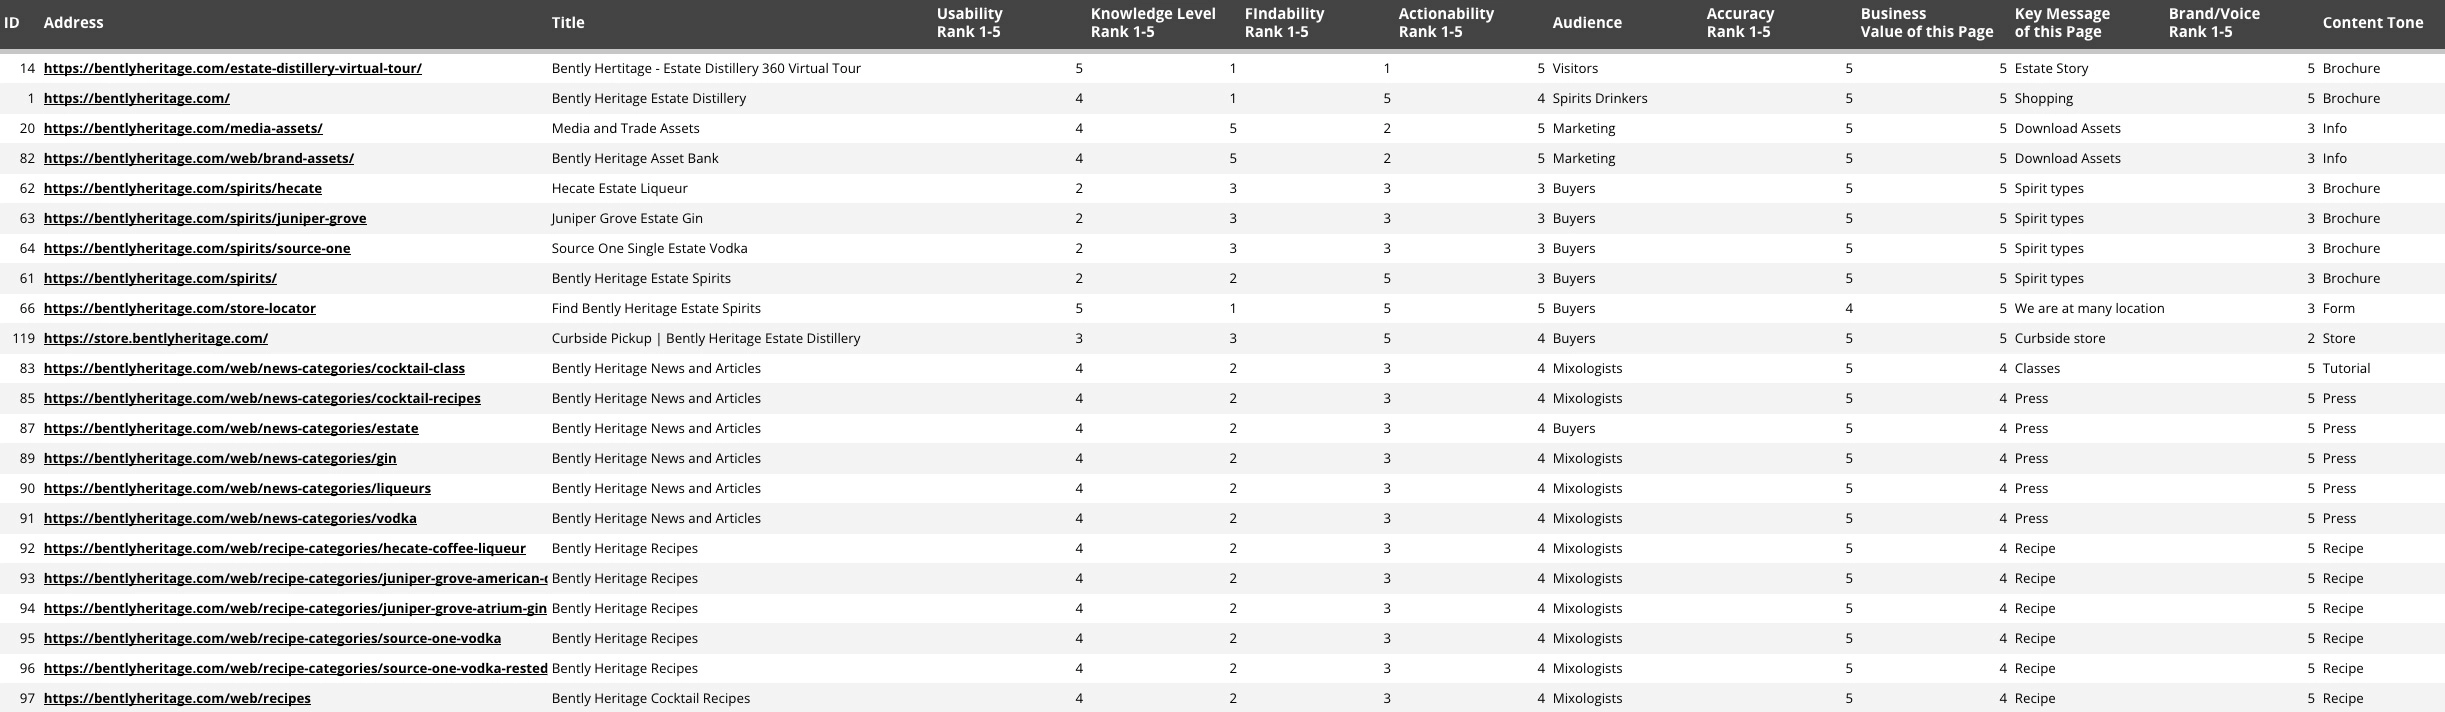 ID Address Title Usability Rank 1-5 Knowledge Level Rank 1-5 FIndability Rank 1-5 Actionability Rank 1-5 Audience Accuracy Rank 1-5 Business Value of this Page Key Message of this Page Brand/Voice Rank 1-5 Content Tone
14 https://bentlyheritage.com/estate-distillery-virtual-tour/ Bently Hertitage - Estate Distillery 360 Virtual Tour 5 1 1 5 Visitors 5 5 Estate Story 5 Brochure
1 https://bentlyheritage.com/ Bently Heritage Estate Distillery 4 1 5 4 Spirits Drinkers 5 5 Shopping 5 Brochure
20 https://bentlyheritage.com/media-assets/ Media and Trade Assets 4 5 2 5 Marketing 5 5 Download Assets 3 Info
82 https://bentlyheritage.com/web/brand-assets/ Bently Heritage Asset Bank 4 5 2 5 Marketing 5 5 Download Assets 3 Info
62 https://bentlyheritage.com/spirits/hecate Hecate Estate Liqueur 2 3 3 3 Buyers 5 5 Spirit types 3 Brochure
63 https://bentlyheritage.com/spirits/juniper-grove Juniper Grove Estate Gin 2 3 3 3 Buyers 5 5 Spirit types 3 Brochure
64 https://bentlyheritage.com/spirits/source-one Source One Single Estate Vodka 2 3 3 3 Buyers 5 5 Spirit types 3 Brochure
61 https://bentlyheritage.com/spirits/ Bently Heritage Estate Spirits 2 2 5 3 Buyers 5 5 Spirit types 3 Brochure
66 https://bentlyheritage.com/store-locator Find Bently Heritage Estate Spirits 5 1 5 5 Buyers 4 5 We are at many location 3 Form
119 https://store.bentlyheritage.com/ Curbside Pickup | Bently Heritage Estate Distillery 3 3 5 4 Buyers 5 5 Curbside store 2 Store
83 https://bentlyheritage.com/web/news-categories/cocktail-class Bently Heritage News and Articles 4 2 3 4 Mixologists 5 4 Classes 5 Tutorial
85 https://bentlyheritage.com/web/news-categories/cocktail-recipes Bently Heritage News and Articles 4 2 3 4 Mixologists 5 4 Press 5 Press
87 https://bentlyheritage.com/web/news-categories/estate Bently Heritage News and Articles 4 2 3 4 Buyers 5 4 Press 5 Press
89 https://bentlyheritage.com/web/news-categories/gin Bently Heritage News and Articles 4 2 3 4 Mixologists 5 4 Press 5 Press
90 https://bentlyheritage.com/web/news-categories/liqueurs Bently Heritage News and Articles 4 2 3 4 Mixologists 5 4 Press 5 Press
91 https://bentlyheritage.com/web/news-categories/vodka Bently Heritage News and Articles 4 2 3 4 Mixologists 5 4 Press 5 Press
92 https://bentlyheritage.com/web/recipe-categories/hecate-coffee-liqueur Bently Heritage Recipes 4 2 3 4 Mixologists 5 4 Recipe 5 Recipe
93 https://bentlyheritage.com/web/recipe-categories/juniper-grove-american- Bently Heritage Recipes 4 2 3 4 Mixologists 5 4 Recipe 5 Recipe
94 https://bentlyheritage.com/web/recipe-categories/juniper-grove-atrium-gin Bently Heritage Recipes 4 2 3 4 Mixologists 5 4 Recipe 5 Recipe
95 https://bentlyheritage.com/web/recipe-categories/source-one-vodka Bently Heritage Recipes 4 2 3 4 Mixologists 5 4 Recipe 5 Recipe
96 https://bentlyheritage.com/web/recipe-categories/source-one-vodka-rested Bently Heritage Recipes 4 2 3 4 Mixologists 5 4 Recipe 5 Recipe
97 https://bentlyheritage.com/web/recipes Bently Heritage Cocktail Recipes 4 2 3 4 Mixologists 5 4 Recipe 5 Recipe